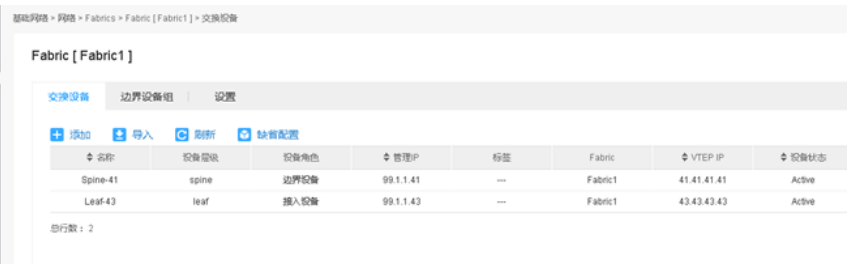 基础网络 > 网络 > Fabrics > Fabric [ Fabric1 ] > 交换设备
Fabric [ Fabric1 ]
交换设备 边界设备组 设置
添加 导入 刷新 缺省配置
名称 设备层级 设备角色 管理IP 标签 Fabric VTEP IP 设备状态
Spine-41 spine 边界设备 99.1.1.41 --- Fabric1 41.41.41.41 Active
Leaf-43 leaf 接入设备 99.1.1.43 --- Fabric1 43.43.43.43 Active
总行数：2